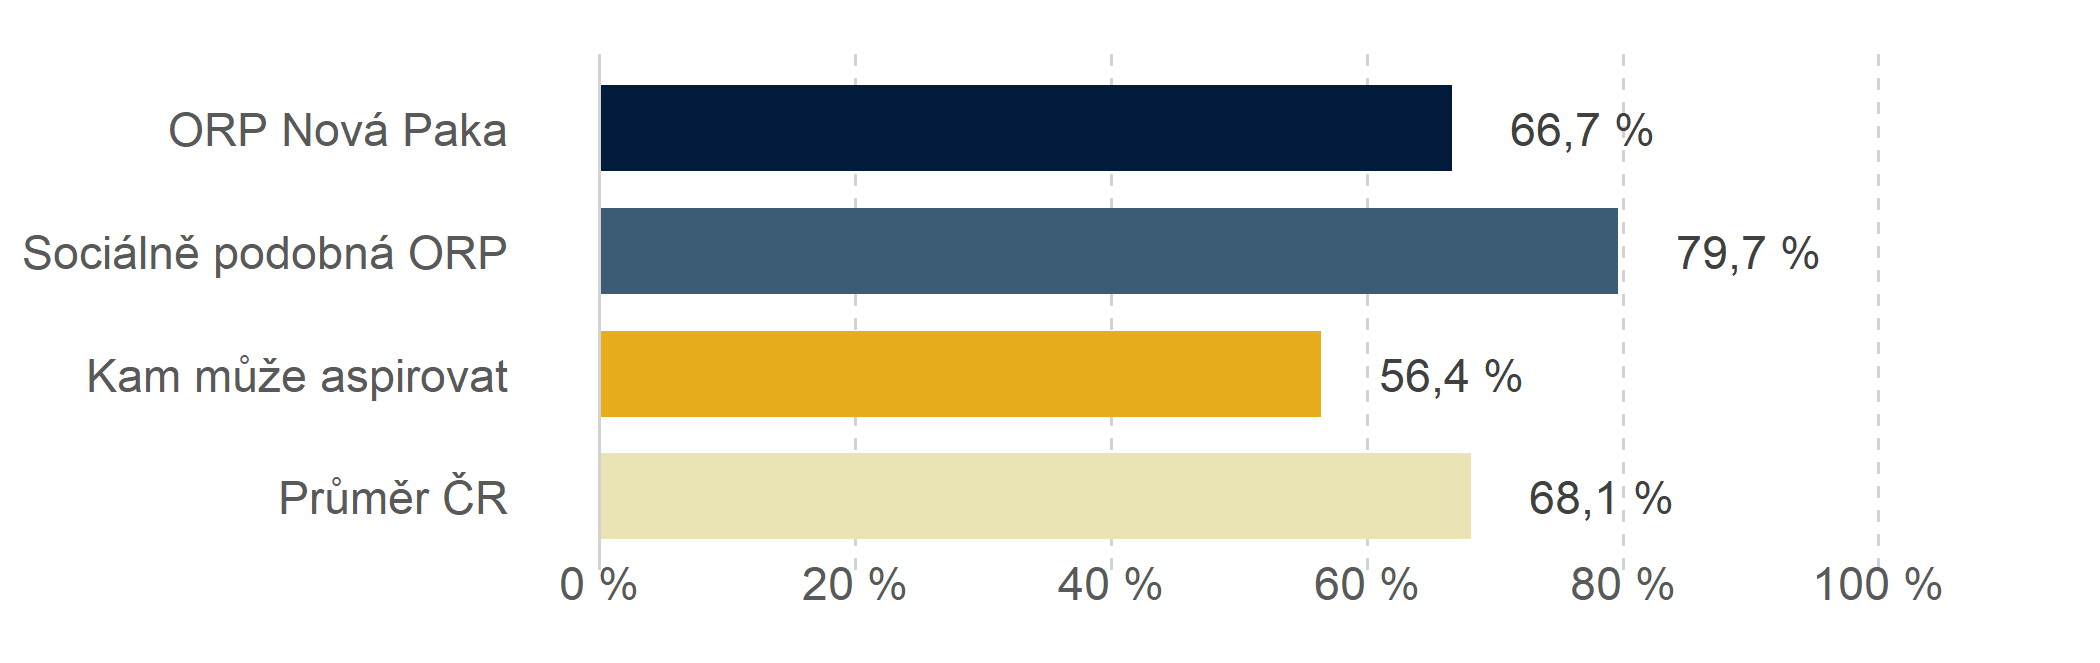 ORP Nová Paka 66,7 %
Sociálně podobná ORP 79,7 %
Kam může aspirovat 56,4 %
Průměr ČR 68,1 %
0 % 20 % 40 % 60 % 80 % 100 %